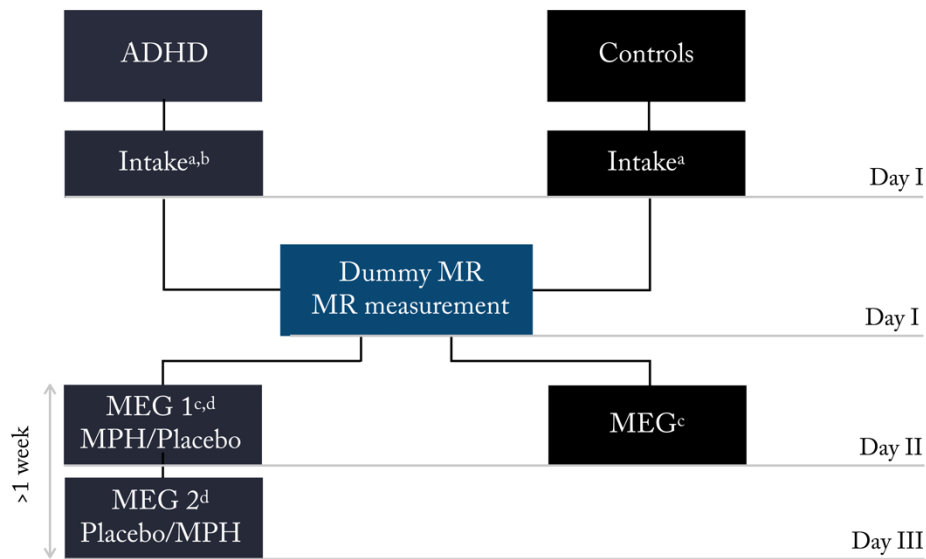 ADHD
Controls
Intakeᵃ,ᵇ
Intakeᵃ
Day I
Dummy MR
MR measurement
Day I
MEG 1ᶜ,ᵈ
MPH/Placebo
MEGᶜ
Day II
>1 week
MEG 2ᵈ
Placebo/MPH
Day III